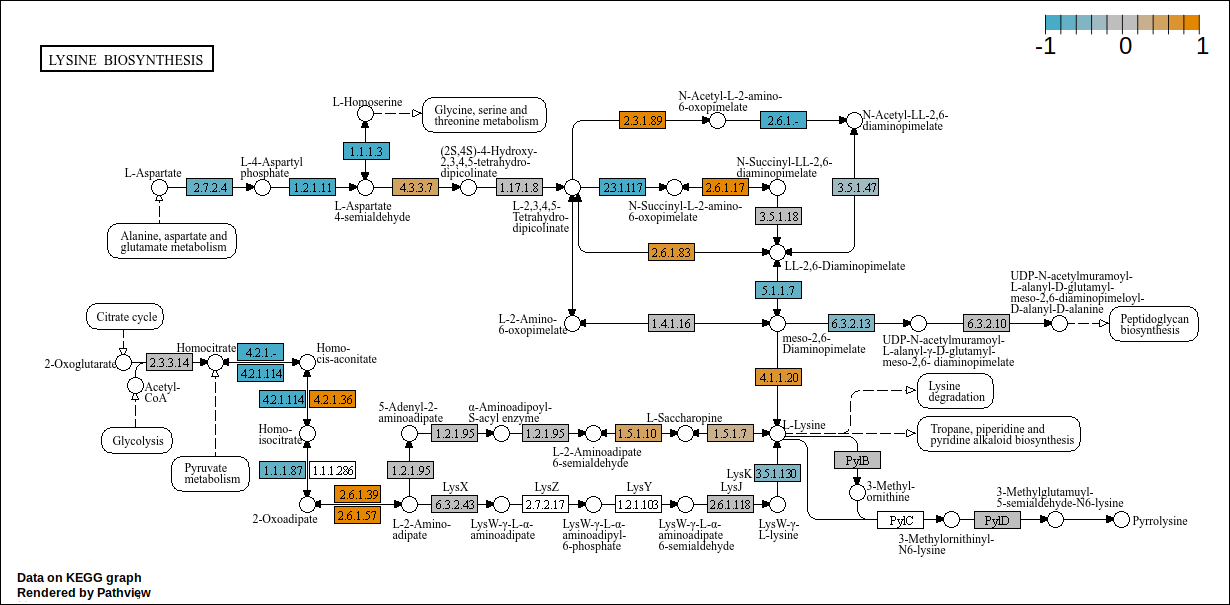 -1 0 1
LYSINE BIOSYNTHESIS
L-Homoserine
Glycine, serine and
threonine metabolism
N-Acetyl-L-2-amino-
6-oxopimelate
2.3.1.89
2.6.1.-
N-Acetyl-LL-2,6-
diaminopimelate
1.1.1.3
(2S,4S)-4-Hydroxy-
2,3,4,5-tetrahydro-
dipicolinate
L-Aspartate
L-4-Aspartyl
phosphate
N-Succinyl-LL-2,6-
diaminopimelate
2.7.2.4
1.2.1.11
4.3.3.7
1.17.1.8
2.3.1.117
2.6.1.17
3.5.1.47
L-Aspartate
4-semialdehyde
L-2,3,4,5-
Tetrahydro-
dipicolinate
N-Succinyl-L-2-amino-
6-oxopimelate
3.5.1.18
Alanine, aspartate and
glutamate metabolism
2.6.1.83
LL-2,6-Diaminopimelate
5.1.1.7
UDP-N-acetylmuramoyl-
L-alanyl-D-glutamyl-
meso-2,6-diaminopimeloyl-
D-alanyl-D-alanine
Citrate cycle
L-2-Amino-
6-oxopimelate
1.4.1.16
6.3.2.13
6.3.2.10
Peptidoglycan
biosynthesis
meso-2,6-
Diaminopimelate
UDP-N-acetylmuramoyl-
L-alanyl-γ-D-glutamyl-
meso-2,6- diaminopimelate
2-Oxoglutarate
2.3.3.14
Homocitrate
4.2.1.-
4.2.1.114
Homo-
cis-aconitate
Acetyl-
CoA
4.2.1.114
4.2.1.36
4.1.1.20
Lysine
degradation
Glycolysis
Homo-
isocitrate
5-Adenyl-2-
aminoadipate
α-Aminoadipoyl-
S-acyl enzyme
L-Saccharopine
L-Lysine
1.2.1.95
1.2.1.95
1.5.1.10
1.5.1.7
Tropane, piperidine and
pyridine alkaloid biosynthesis
L-2-Aminoadipate
6-semialdehyde
Pyruvate
metabolism
1.1.1.87
1.1.1.286
1.2.1.95
LysK
3.5.1.130
PylB
3-Methyl-
ornithine
2.6.1.39
2.6.1.57
LysX
6.3.2.43
LysZ
2.7.2.17
LysY
1.2.1.103
LysJ
2.6.1.118
3-Methylglutamuyl-
5-semialdehyde-N6-lysine
2-Oxoadipate
L-2-Amino-
adipate
LysW-γ-L-α-
aminoadipate
LysW-γ-L-α-
aminoadipyl-
6-phosphate
LysW-γ-L-α-
aminoadipate
6-semialdehyde
LysW-γ-
L-lysine
PylC
PylD
Pyrrolysine
3-Methylornithinyl-
N6-lysine
Data on KEGG graph
Rendered by Pathview